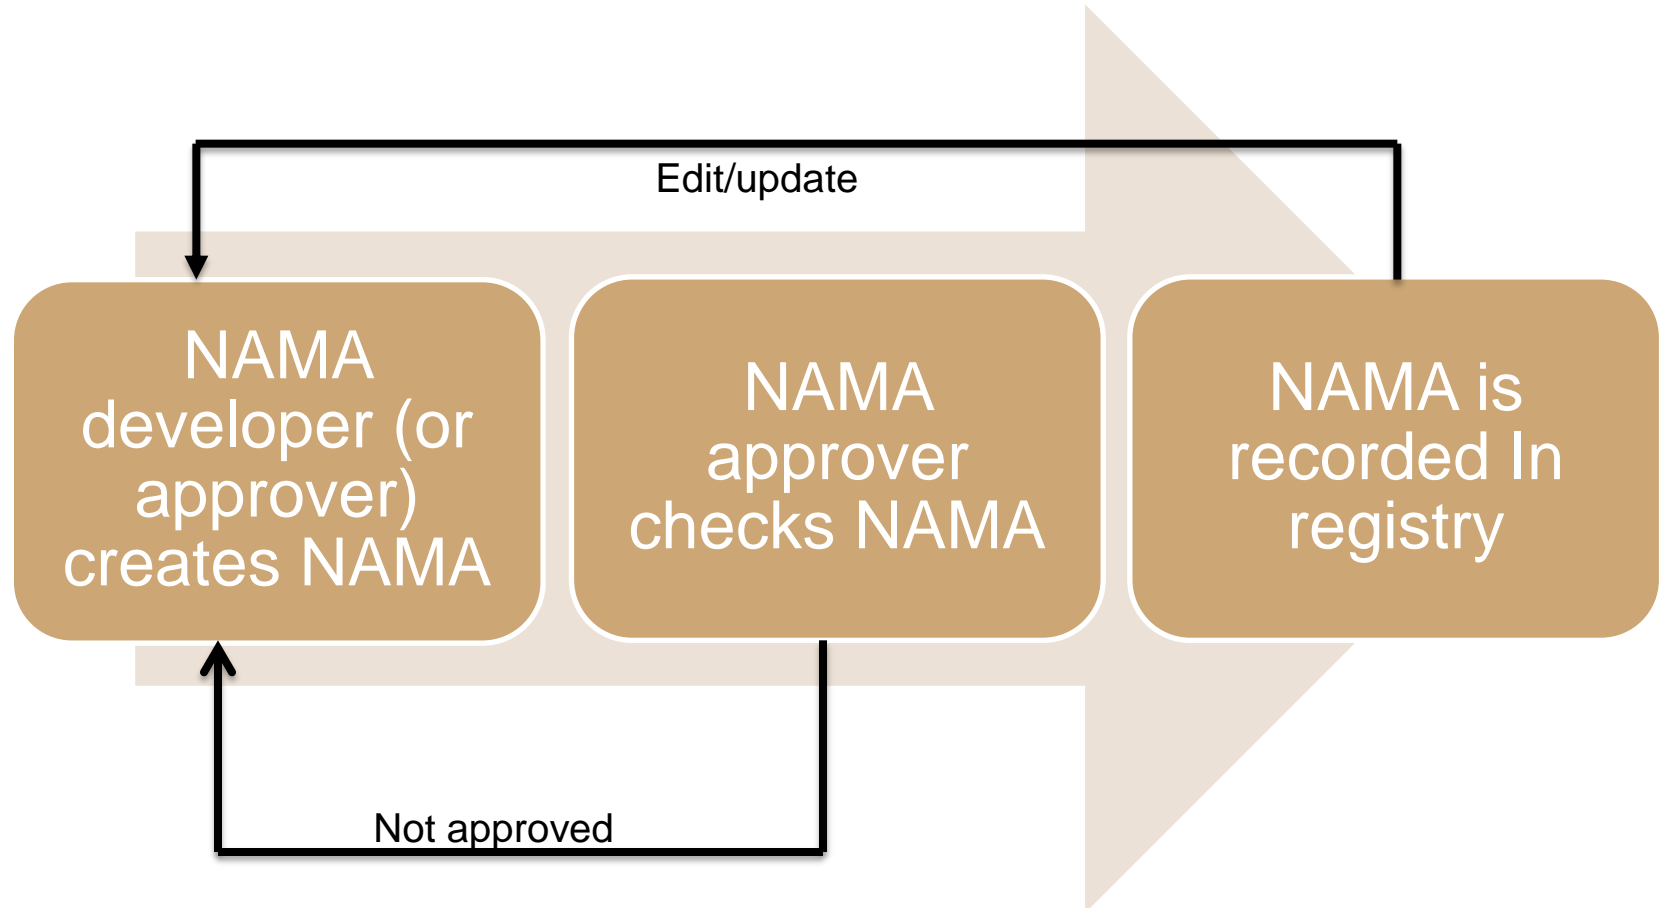 Edit/update
NAMA
developer (or
approver)
creates NAMA
NAMA
approver
checks NAMA
NAMA is
recorded In
registry
Not approved